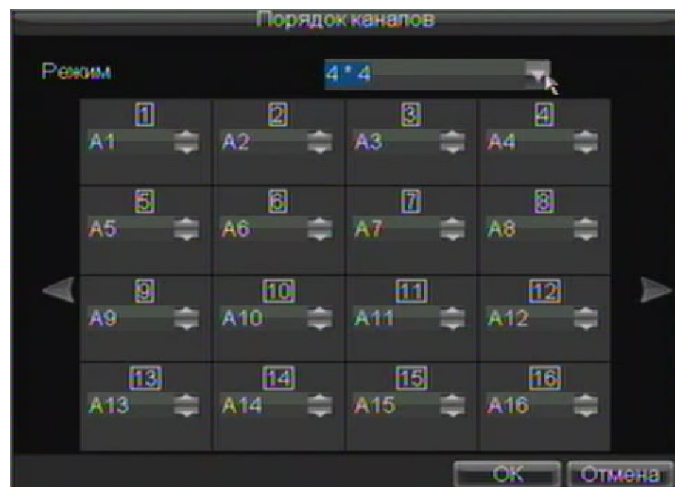 Порядок каналов
Режим 4 * 4
1 2 3 4
A1 A2 A3 A4
5 6 7 8
A5 A6 A7 A8
9 10 11 12
A9 A10 A11 A12
13 14 15 16
A13 A14 A15 A16
OK Отмена